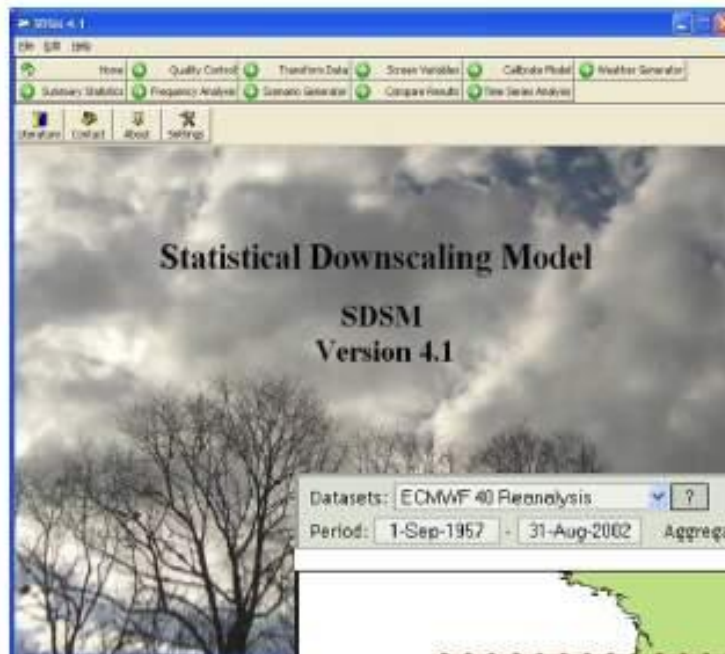 SDSM 4.1
File Edit Help
Home Quality Control Transform Data Screen Variables Calibrate Model Weather Generator
Summary Statistics Frequency Analysis Scenario Generator Compare Results Time Series Analysis
Literature Contact About Settings
Statistical Downscaling Model
SDSM
Version 4.1
Datasets: ECMWF 40 Reanalysis ?
Period: 1-Sep-1957 - 31-Aug-2002 Aggrega